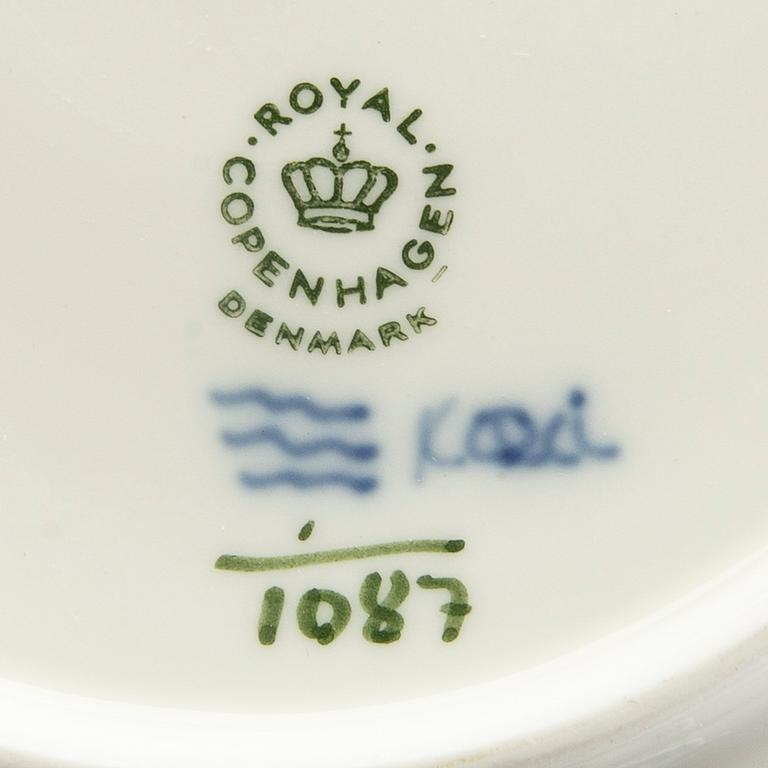 ROYAL
COPENHAGEN
DENMARK
1087